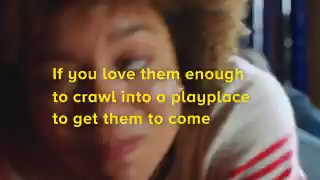 If you love them enough
to crawl into a playplace
to get them to come